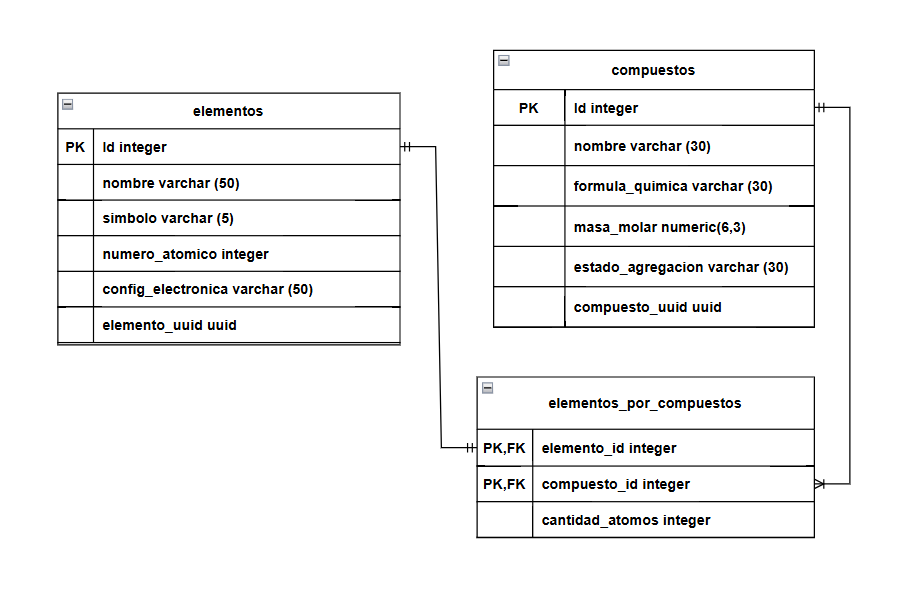 elementos
PK Id integer
nombre varchar (50)
simbolo varchar (5)
numero_atomico integer
config_electronica varchar (50)
elemento_uuid uuid
compuestos
PK Id integer
nombre varchar (30)
formula_quimica varchar (30)
masa_molar numeric(6,3)
estado_agregacion varchar (30)
compuesto_uuid uuid
elementos_por_compuestos
PK,FK elemento_id integer
PK,FK compuesto_id integer
cantidad_atomos integer